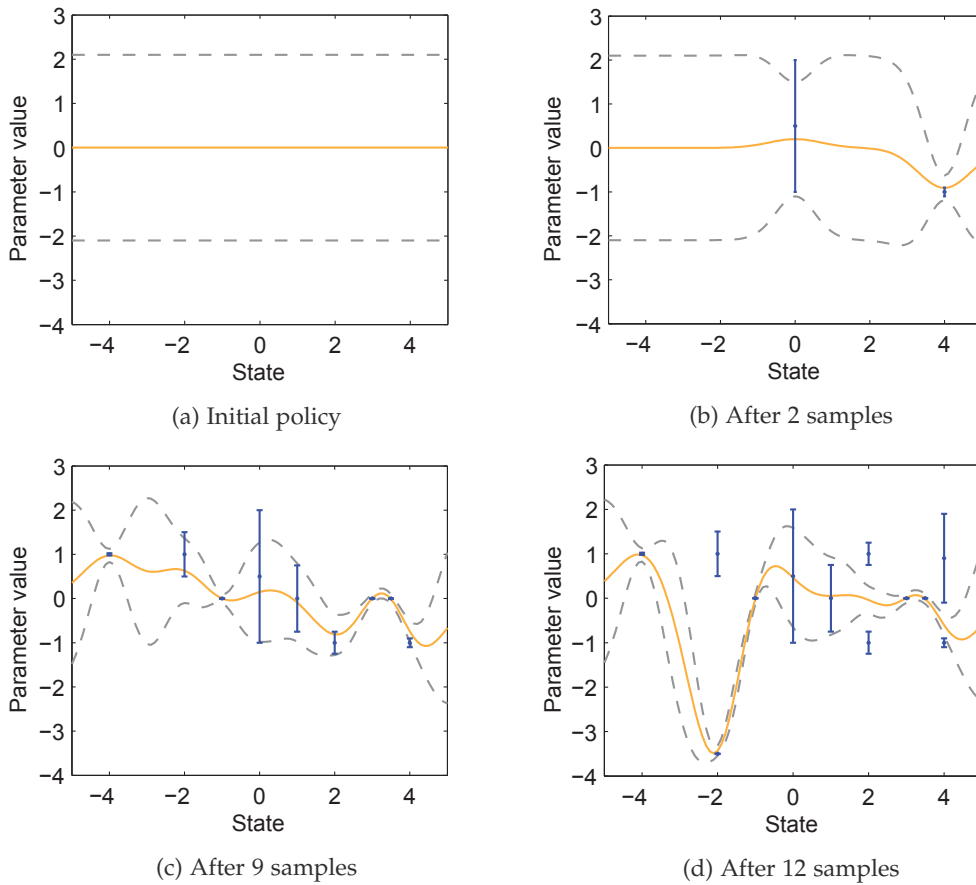 3
2
1
0
−1
−2
−3
−4
Parameter value
−4 −2 0 2 4
State
(a) Initial policy
3
2
1
0
−1
−2
−3
−4
Parameter value
−4 −2 0 2 4
State
(b) After 2 samples
3
2
1
0
−1
−2
−3
−4
Parameter value
−4 −2 0 2 4
State
(c) After 9 samples
3
2
1
0
−1
−2
−3
−4
Parameter value
−4 −2 0 2 4
State
(d) After 12 samples